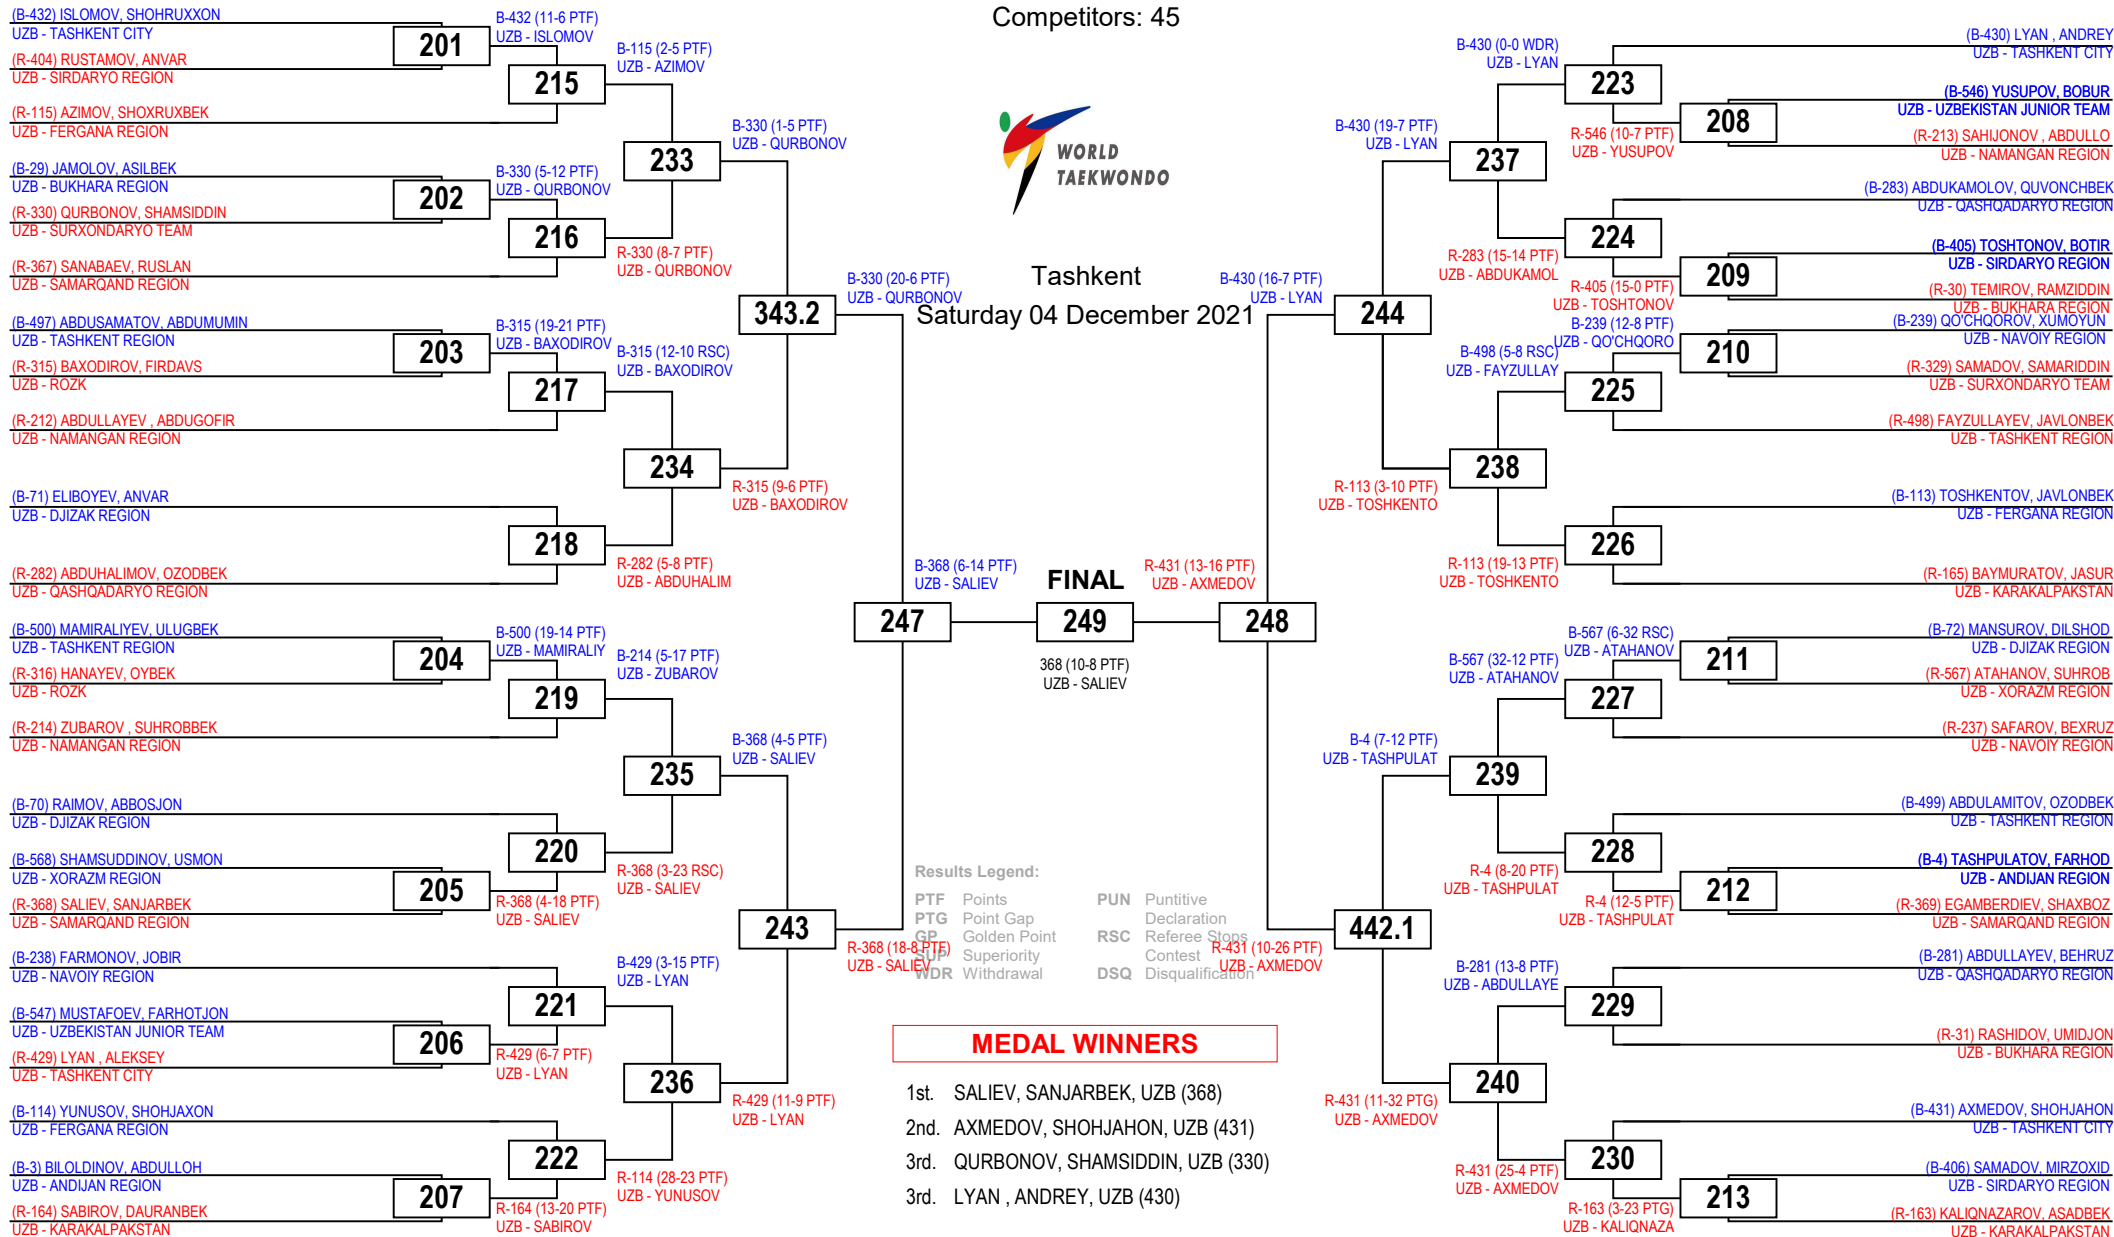 Competitors: 45
WORLD
TAEKWONDO
Tashkent
Saturday 04 December 2021
(B-432) ISLOMOV, SHOHRUXXON
UZB - TASHKENT CITY
(R-404) RUSTAMOV, ANVAR
UZB - SIRDARYO REGION
201
B-432 (11-6 PTF)
UZB - ISLOMOV
(R-115) AZIMOV, SHOXRUXBEK
UZB - FERGANA REGION
215
B-115 (2-5 PTF)
UZB - AZIMOV
(B-29) JAMOLOV, ASILBEK
UZB - BUKHARA REGION
(R-330) QURBONOV, SHAMSIDDIN
UZB - SURXONDARYO TEAM
202
B-330 (5-12 PTF)
UZB - QURBONOV
(R-367) SANABAEV, RUSLAN
UZB - SAMARQAND REGION
216
R-330 (8-7 PTF)
UZB - QURBONOV
233
B-330 (1-5 PTF)
UZB - QURBONOV
(B-497) ABDUSAMATOV, ABDUMUMIN
UZB - TASHKENT REGION
(R-315) BAXODIROV, FIRDAVS
UZB - ROZK
203
B-315 (19-21 PTF)
UZB - BAXODIROV
(R-212) ABDULLAYEV , ABDUGOFIR
UZB - NAMANGAN REGION
217
B-315 (12-10 RSC)
UZB - BAXODIROV
(B-71) ELIBOYEV, ANVAR
UZB - DJIZAK REGION
(R-282) ABDUHALIMOV, OZODBEK
UZB - QASHQADARYO REGION
218
R-282 (5-8 PTF)
UZB - ABDUHALIM
234
R-315 (9-6 PTF)
UZB - BAXODIROV
343.2
B-330 (20-6 PTF)
UZB - QURBONOV
(B-500) MAMIRALIYEV, ULUGBEK
UZB - TASHKENT REGION
(R-316) HANAYEV, OYBEK
UZB - ROZK
204
B-500 (19-14 PTF)
UZB - MAMIRALIY
(R-214) ZUBAROV , SUHROBBEK
UZB - NAMANGAN REGION
219
B-214 (5-17 PTF)
UZB - ZUBAROV
(B-70) RAIMOV, ABBOSJON
UZB - DJIZAK REGION
(B-568) SHAMSUDDINOV, USMON
UZB - XORAZM REGION
(R-368) SALIEV, SANJARBEK
UZB - SAMARQAND REGION
205
R-368 (4-18 PTF)
UZB - SALIEV
220
R-368 (3-23 RSC)
UZB - SALIEV
235
B-368 (4-5 PTF)
UZB - SALIEV
(B-238) FARMONOV, JOBIR
UZB - NAVOIY REGION
(B-547) MUSTAFOEV, FARHOTJON
UZB - UZBEKISTAN JUNIOR TEAM
(R-429) LYAN , ALEKSEY
UZB - TASHKENT CITY
206
R-429 (6-7 PTF)
UZB - LYAN
221
B-429 (3-15 PTF)
UZB - LYAN
(B-114) YUNUSOV, SHOHJAXON
UZB - FERGANA REGION
(B-3) BILOLDINOV, ABDULLOH
UZB - ANDIJAN REGION
(R-164) SABIROV, DAURANBEK
UZB - KARAKALPAKSTAN
207
R-164 (13-20 PTF)
UZB - SABIROV
222
R-114 (28-23 PTF)
UZB - YUNUSOV
236
R-429 (11-9 PTF)
UZB - LYAN
243
R-368 (18-8 PTF)
UZB - SALIEV
247
B-368 (6-14 PTF)
UZB - SALIEV
FINAL
249
368 (10-8 PTF)
UZB - SALIEV
R-431 (13-16 PTF)
UZB - AXMEDOV
248
B-430 (16-7 PTF)
UZB - LYAN
244
B-430 (19-7 PTF)
UZB - LYAN
237
B-430 (0-0 WDR)
UZB - LYAN
223
(B-430) LYAN , ANDREY
UZB - TASHKENT CITY
(B-546) YUSUPOV, BOBUR
UZB - UZBEKISTAN JUNIOR TEAM
208
(R-213) SAHIJONOV , ABDULLO
UZB - NAMANGAN REGION
R-546 (10-7 PTF)
UZB - YUSUPOV
(B-283) ABDUKAMOLOV, QUVONCHBEK
UZB - QASHQADARYO REGION
224
R-283 (15-14 PTF)
UZB - ABDUKAMOL
(B-405) TOSHTONOV, BOTIR
UZB - SIRDARYO REGION
209
(R-30) TEMIROV, RAMZIDDIN
UZB - BUKHARA REGION
R-405 (15-0 PTF)
UZB - TOSHTONOV
(B-239) QO'CHQOROV, XUMOYUN
UZB - NAVOIY REGION
B-239 (12-8 PTF)
UZB - QO'CHQORO
210
(R-329) SAMADOV, SAMARIDDIN
UZB - SURXONDARYO TEAM
B-498 (5-8 RSC)
UZB - FAYZULLAY
225
(R-498) FAYZULLAYEV, JAVLONBEK
UZB - TASHKENT REGION
238
R-113 (3-10 PTF)
UZB - TOSHKENTO
(B-113) TOSHKENTOV, JAVLONBEK
UZB - FERGANA REGION
226
R-113 (19-13 PTF)
UZB - TOSHKENTO
(R-165) BAYMURATOV, JASUR
UZB - KARAKALPAKSTAN
(B-72) MANSUROV, DILSHOD
UZB - DJIZAK REGION
B-567 (6-32 RSC)
UZB - ATAHANOV
211
(R-567) ATAHANOV, SUHROB
UZB - XORAZM REGION
B-567 (32-12 PTF)
UZB - ATAHANOV
227
(R-237) SAFAROV, BEXRUZ
UZB - NAVOIY REGION
B-4 (7-12 PTF)
UZB - TASHPULAT
239
(B-499) ABDULAMITOV, OZODBEK
UZB - TASHKENT REGION
228
R-4 (8-20 PTF)
UZB - TASHPULAT
(B-4) TASHPULATOV, FARHOD
UZB - ANDIJAN REGION
212
(R-369) EGAMBERDIEV, SHAXBOZ
UZB - SAMARQAND REGION
R-4 (12-5 PTF)
UZB - TASHPULAT
442.1
R-431 (10-26 PTF)
UZB - AXMEDOV
(B-281) ABDULLAYEV, BEHRUZ
UZB - QASHQADARYO REGION
B-281 (13-8 PTF)
UZB - ABDULLAYE
229
(R-31) RASHIDOV, UMIDJON
UZB - BUKHARA REGION
240
R-431 (11-32 PTG)
UZB - AXMEDOV
(B-431) AXMEDOV, SHOHJAHON
UZB - TASHKENT CITY
230
R-431 (25-4 PTF)
UZB - AXMEDOV
(B-406) SAMADOV, MIRZOXID
UZB - SIRDARYO REGION
213
R-163 (3-23 PTG)
UZB - KALIQNAZA
(R-163) KALIQNAZAROV, ASADBEK
UZB - KARAKALPAKSTAN
Results Legend:
PTF Points
PTG Point Gap
GP Golden Point
SUP Superiority
WDR Withdrawal
PUN Puntitive
Declaration
RSC Referee Stops
Contest
DSQ Disqualification
MEDAL WINNERS
1st. SALIEV, SANJARBEK, UZB (368)
2nd. AXMEDOV, SHOHJAHON, UZB (431)
3rd. QURBONOV, SHAMSIDDIN, UZB (330)
3rd. LYAN , ANDREY, UZB (430)